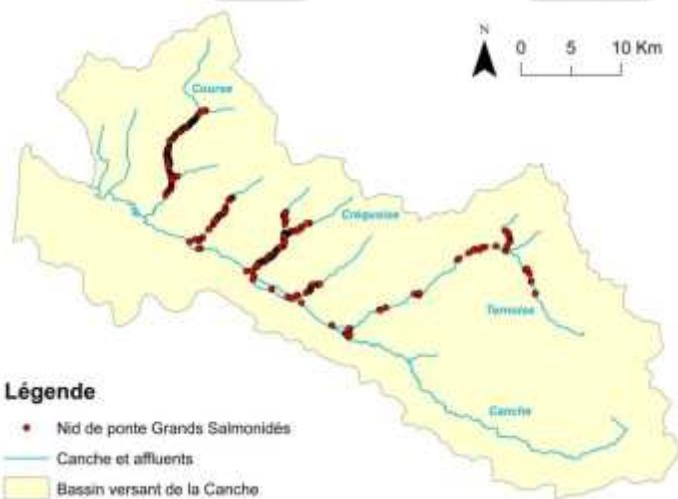 N
0 5 10 Km
Course
Créquoise
Ternoise
Canche
Légende
Nid de ponte Grands Salmonidés
Canche et affluents
Bassin versant de la Canche